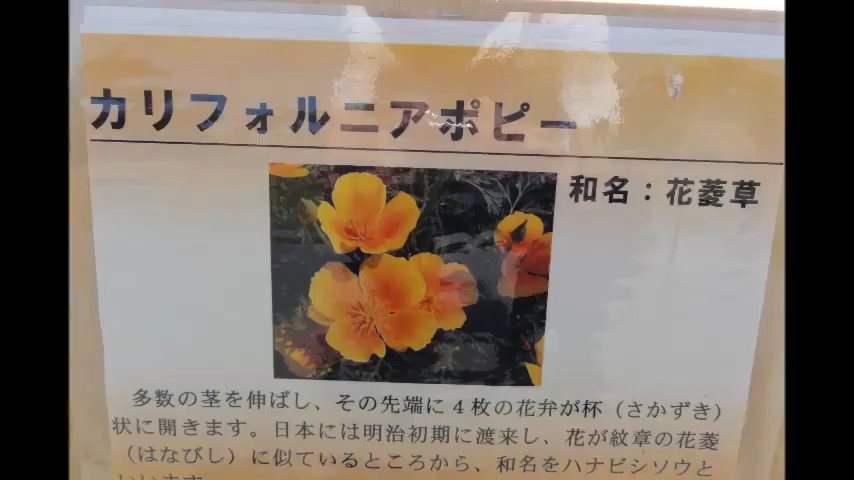 カリフォルニアポピー
和名：花菱草
多数の茎を伸ばし、その先端に4枚の花弁が杯（さかずき）
状に開きます。日本には明治初期に渡来し、花が紋章の花菱
（はなびし）に似ているところから、和名をハナビシソウと